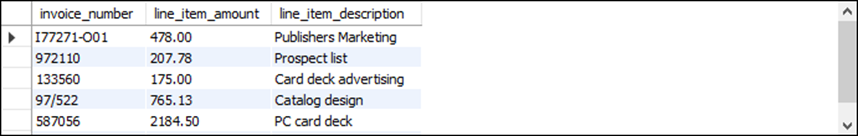 invoice_number line_item_amount line_item_description
I77271-O01 478.00 Publishers Marketing
972110 207.78 Prospect list
133560 175.00 Card deck advertising
97/522 765.13 Catalog design
587056 2184.50 PC card deck